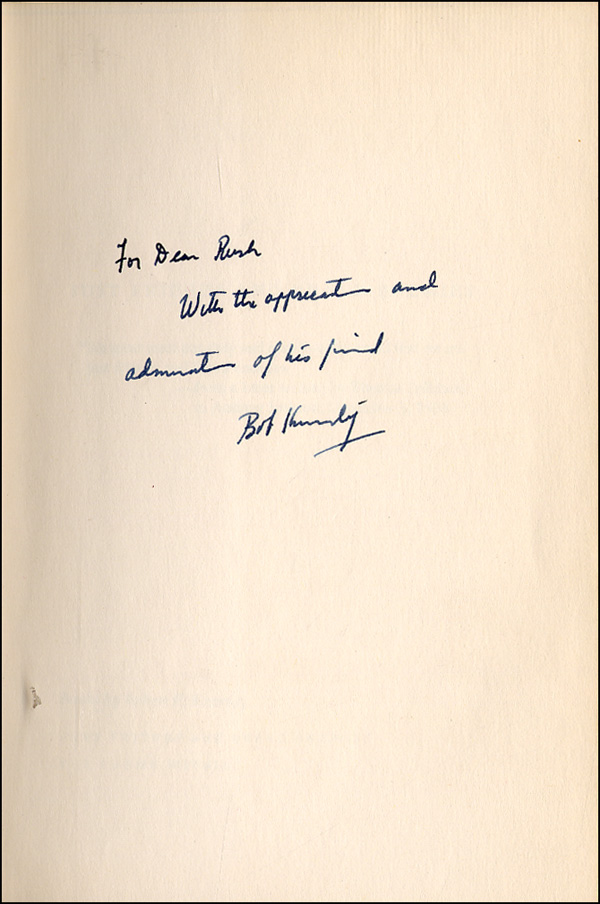 For Dean Rusk
With the appreciation and
admiration of his friend
Bob Kennedy